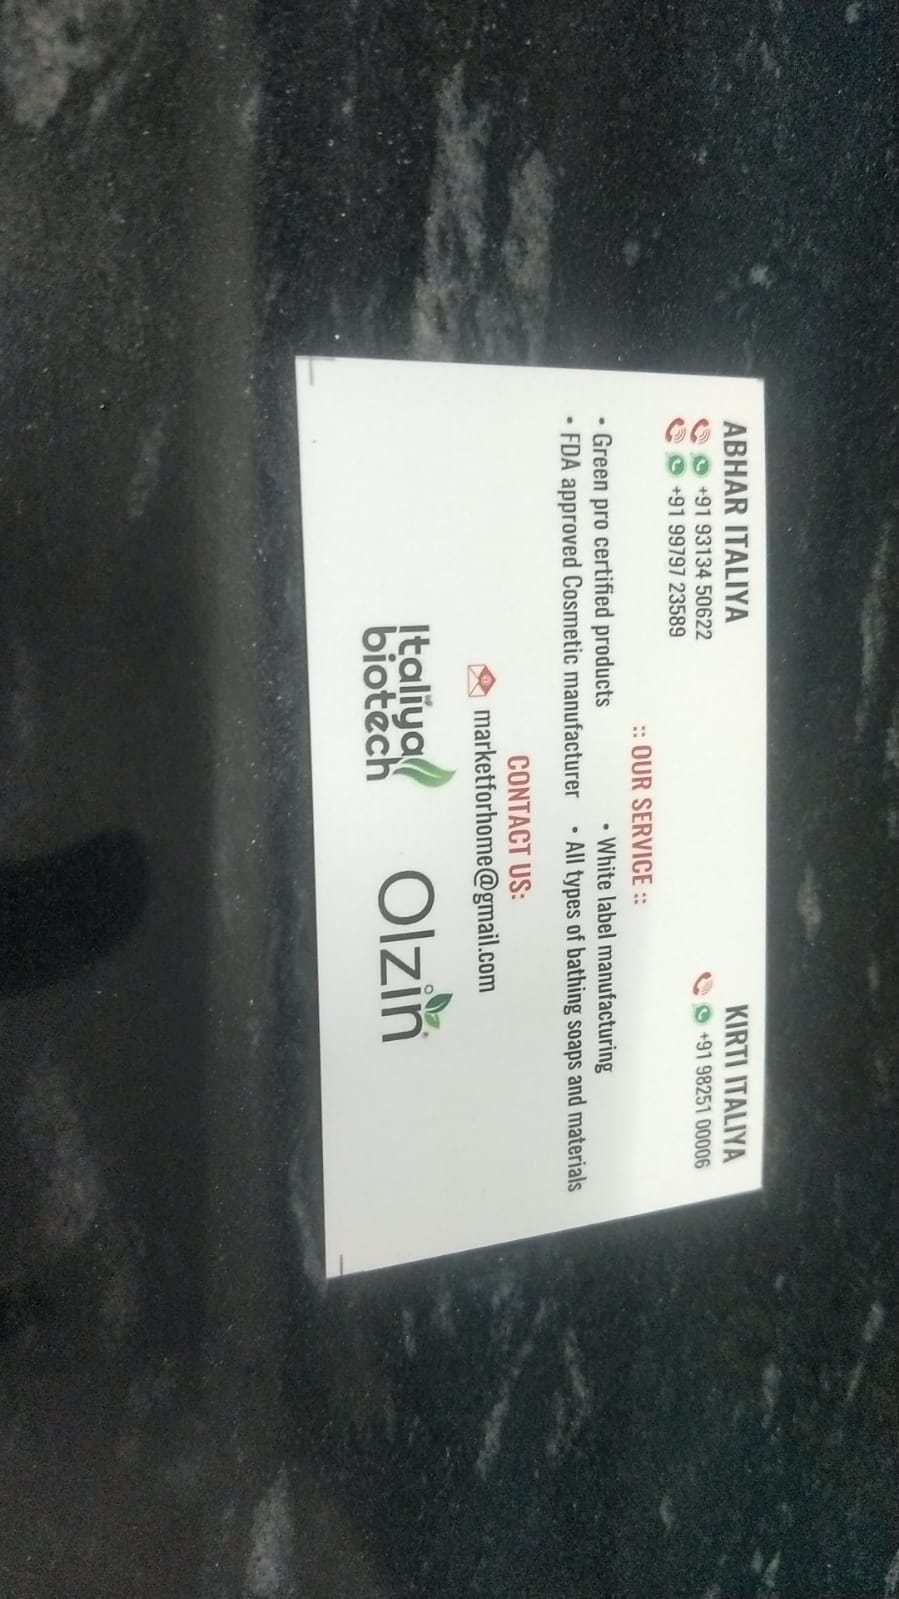 ABHAR ITALIYA
+91 93134 50622
+91 99797 23589
KIRTI ITALIYA
+91 98251 00006
:: OUR SERVICE ::
• Green pro certified products
• White label manufacturing
• FDA approved Cosmetic manufacturer
• All types of bathing soaps and materials
CONTACT US:
marketforhome@gmail.com
Italiya
biotech
Olzin